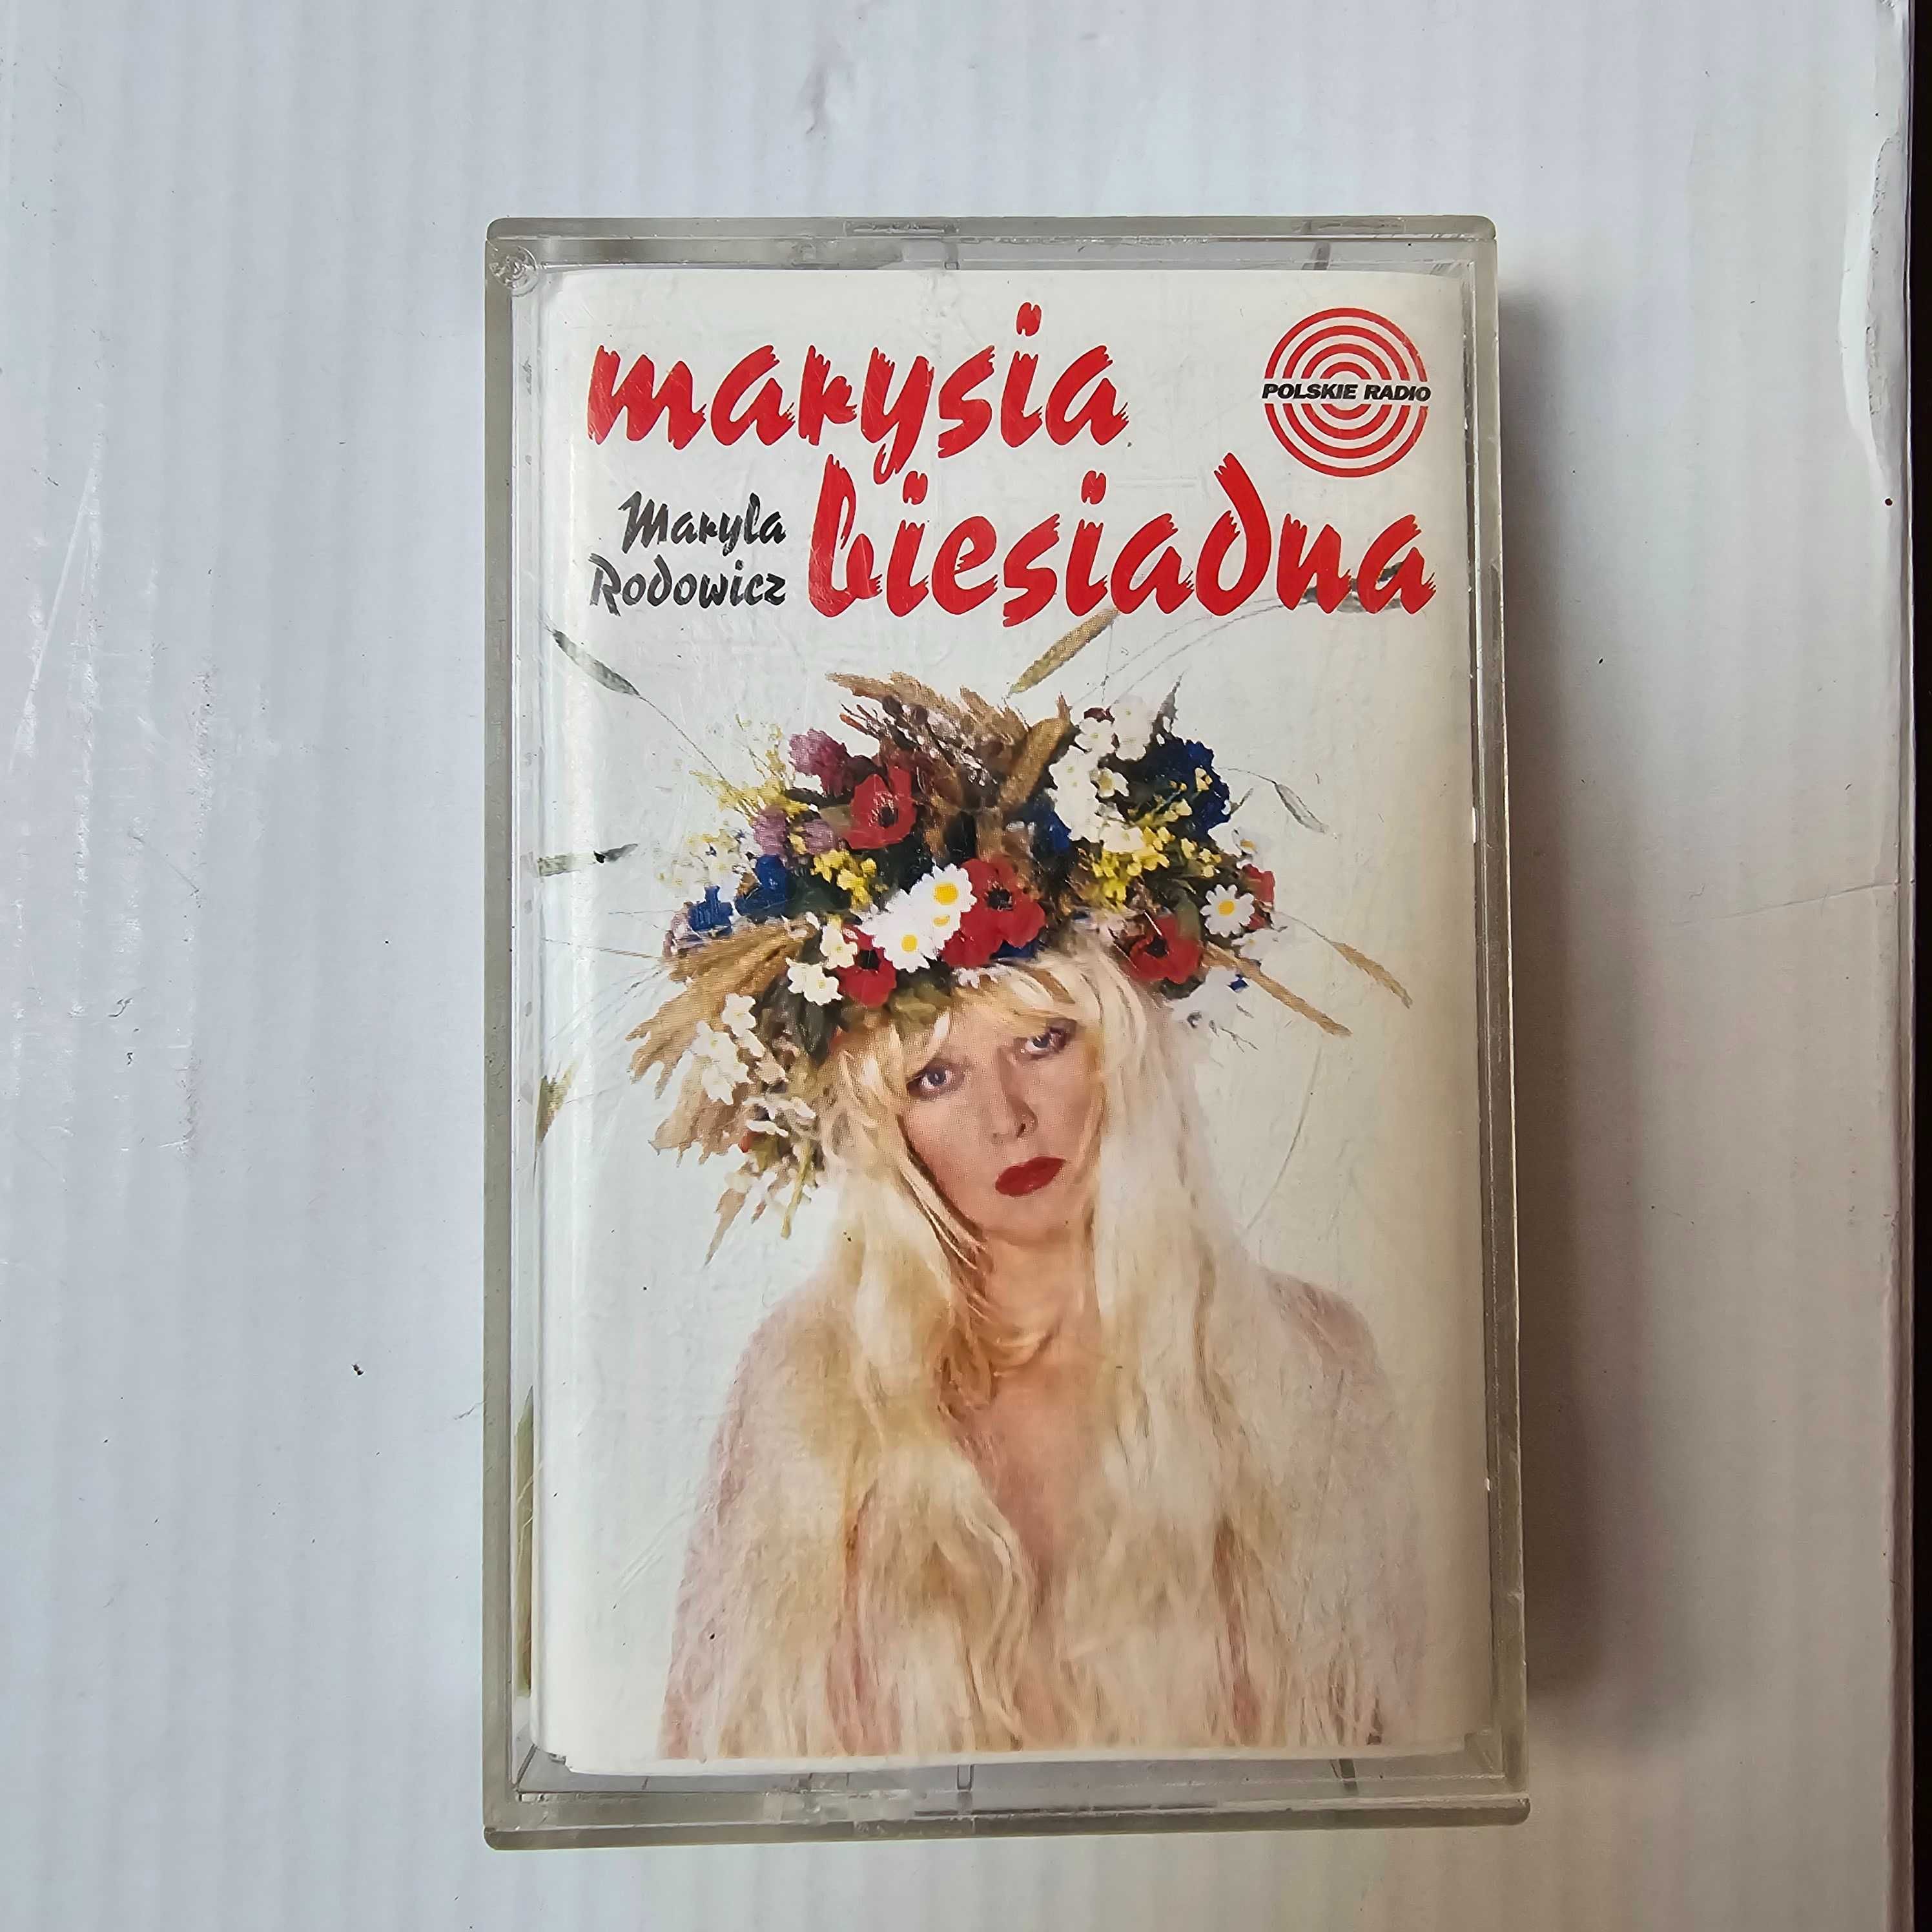 marysia
POLSKIE RADIO
Maryla
Rodowicz
biesiadna